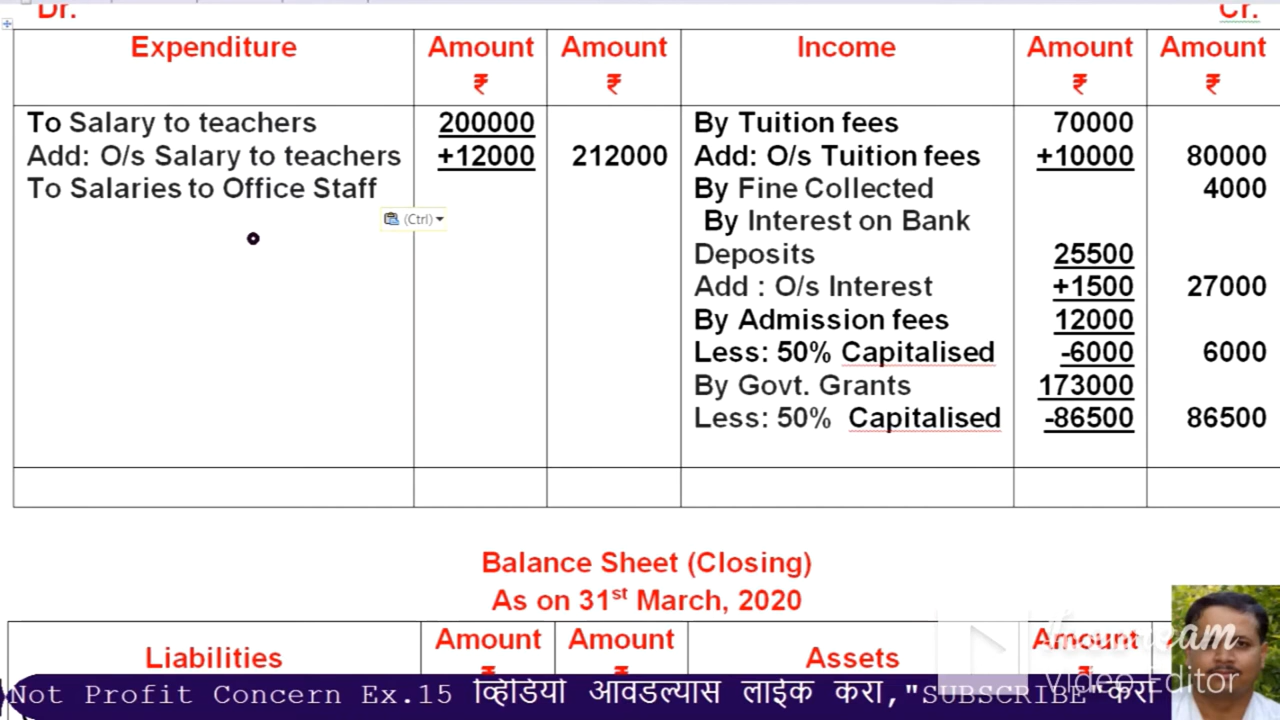 Dr. Cr.
Expenditure Amount ₹ Amount ₹ Income Amount ₹ Amount ₹
To Salary to teachers 200000 By Tuition fees 70000
Add: O/s Salary to teachers +12000 212000 Add: O/s Tuition fees +10000 80000
To Salaries to Office Staff By Fine Collected 4000
(Ctrl) By Interest on Bank
Deposits 25500
Add : O/s Interest +1500 27000
By Admission fees 12000
Less: 50% Capitalised -6000 6000
By Govt. Grants 173000
Less: 50% Capitalised -86500 86500
Balance Sheet (Closing)
As on 31st March, 2020
Liabilities Amount ₹ Amount ₹ Assets Amount
Video Editor
Not Profit Concern Ex.15 व्हिडियो आवडल्यास लाईक करा,"SUBSCRIBE"करा